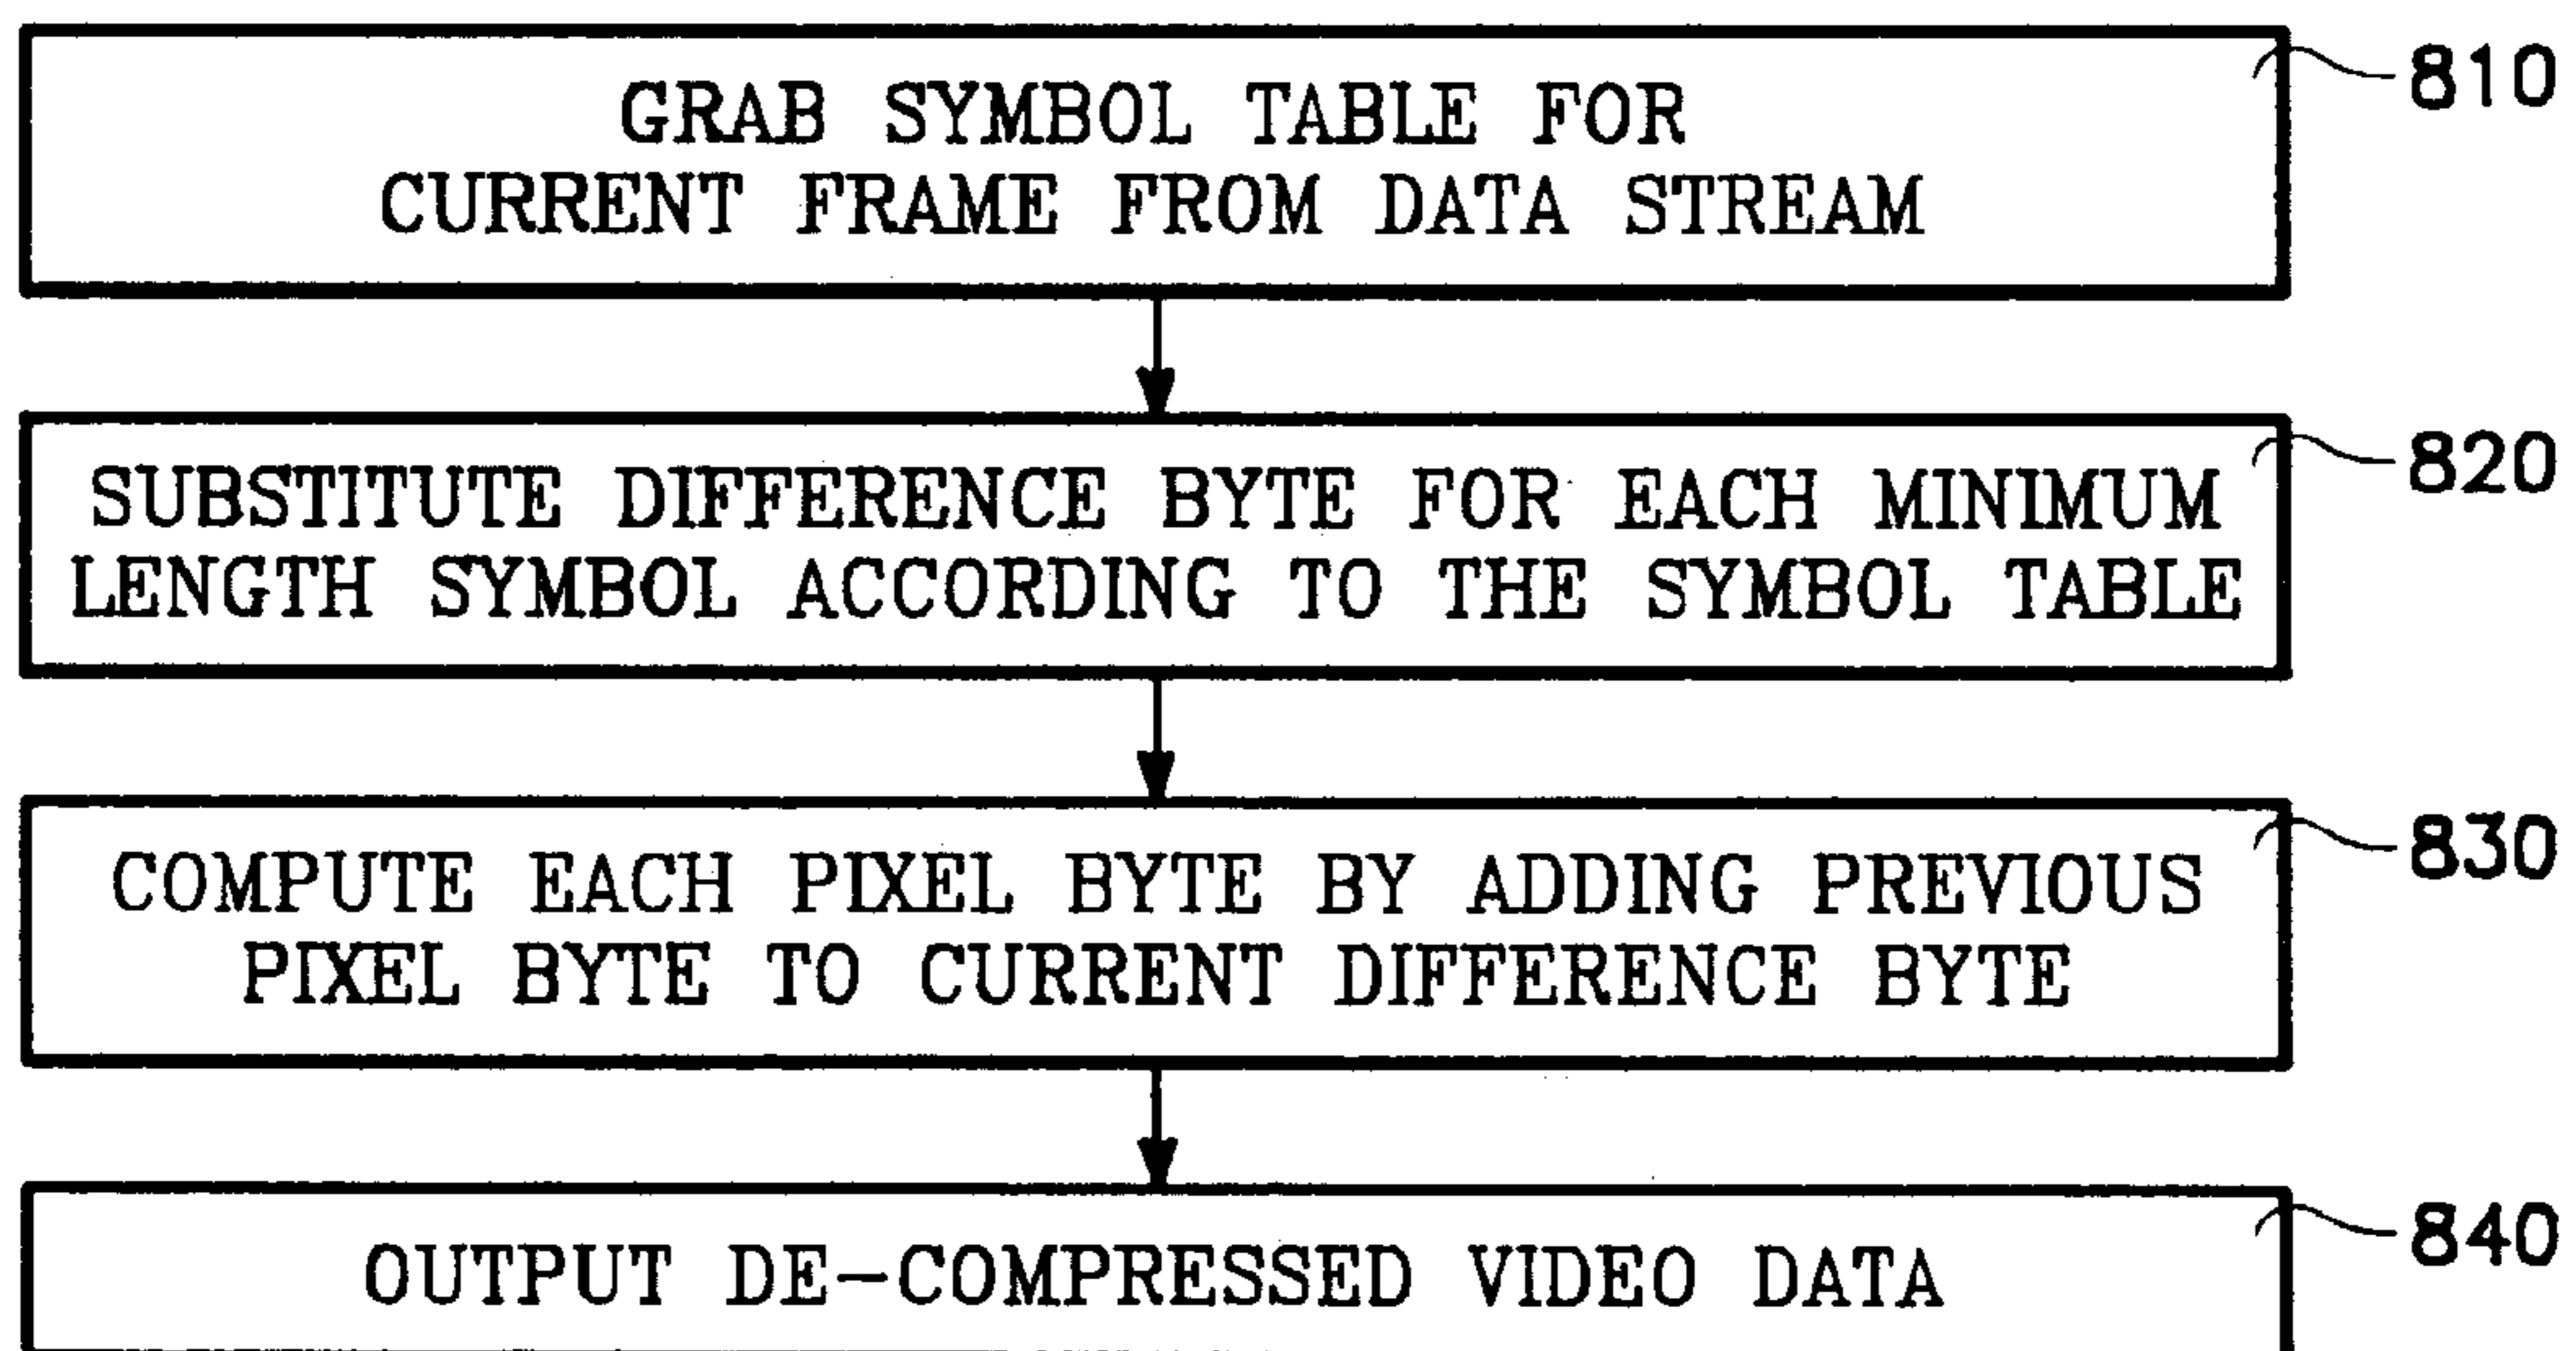 GRAB SYMBOL TABLE FOR
CURRENT FRAME FROM DATA STREAM
810
SUBSTITUTE DIFFERENCE BYTE FOR EACH MINIMUM
LENGTH SYMBOL ACCORDING TO THE SYMBOL TABLE
820
COMPUTE EACH PIXEL BYTE BY ADDING PREVIOUS
PIXEL BYTE TO CURRENT DIFFERENCE BYTE
830
OUTPUT DE-COMPRESSED VIDEO DATA
840